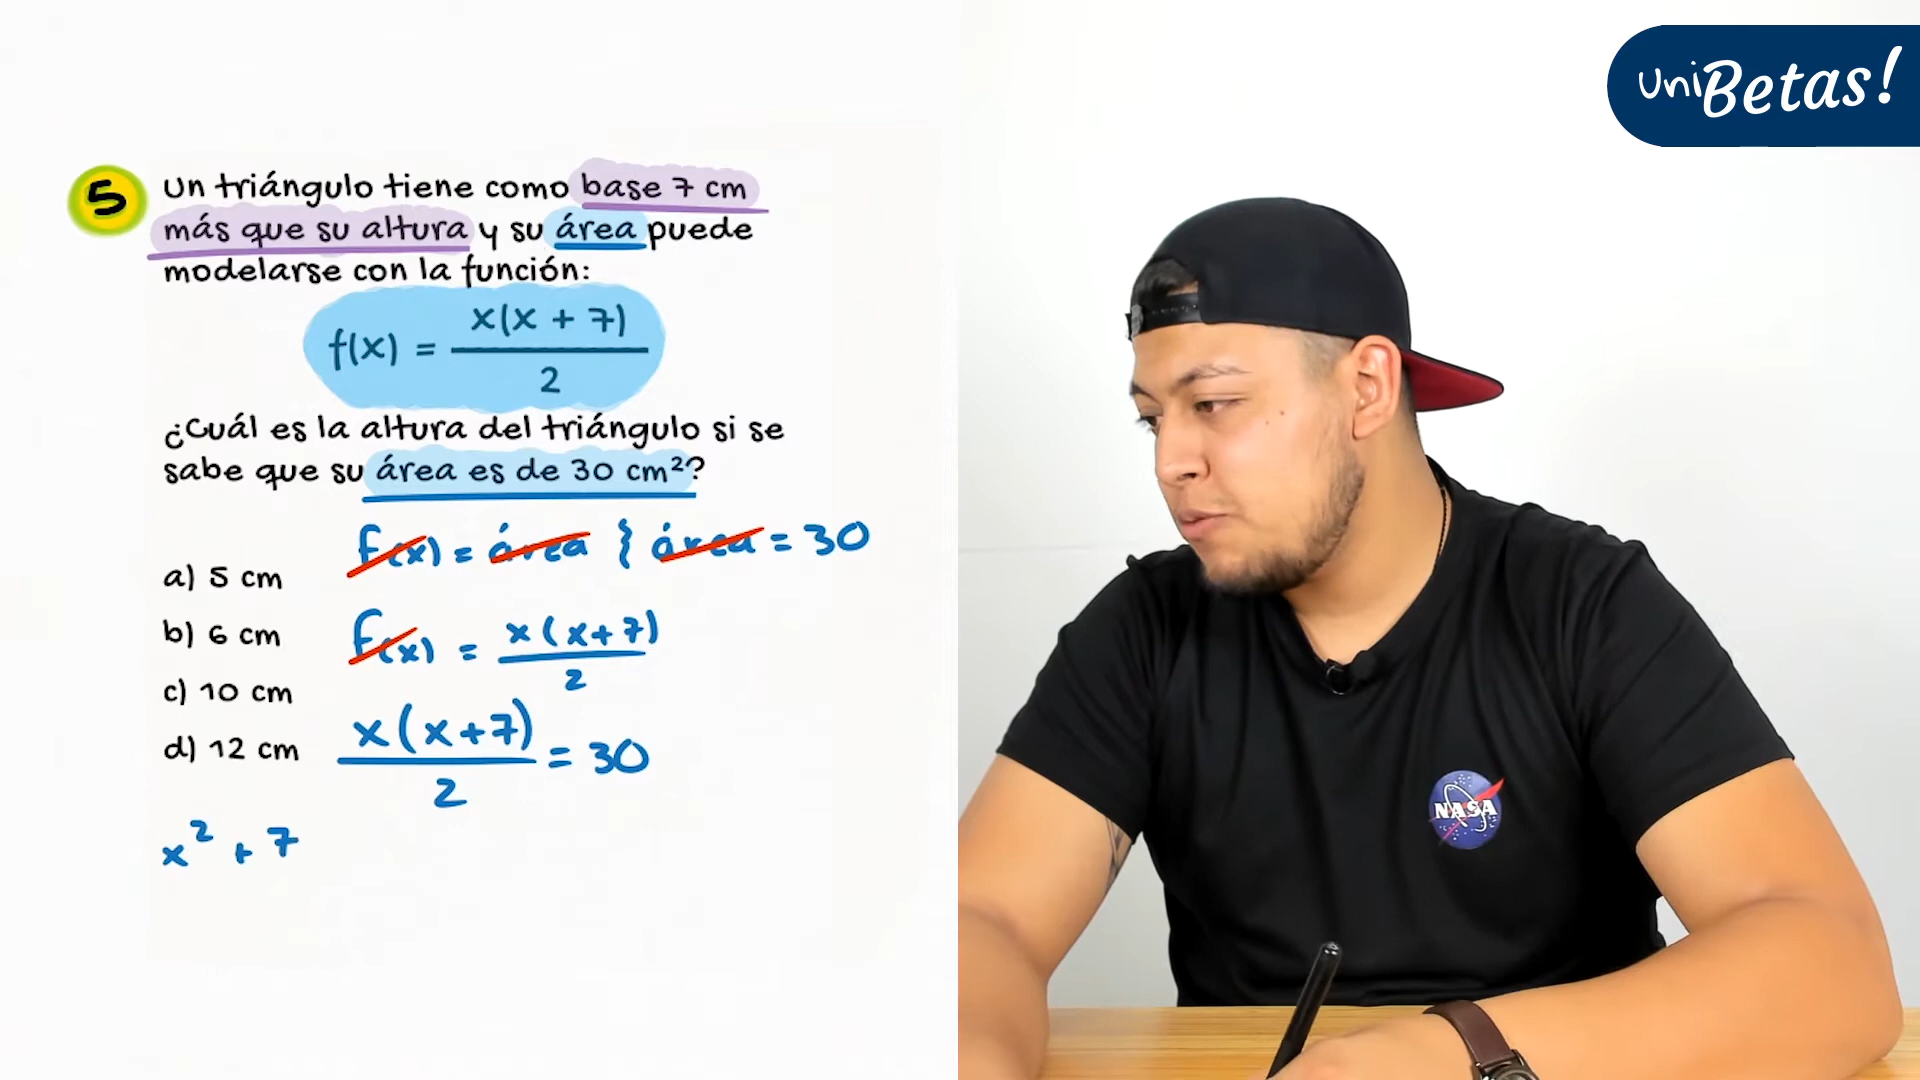 UniBetas!
5 Un triángulo tiene como base 7 cm
más que su altura y su área puede
modelarse con la función:
f(x) = x(x + 7) / 2
¿Cuál es la altura del triángulo si se
sabe que su área es de 30 cm²?
f(x) = área } área = 30
a) 5 cm
b) 6 cm
c) 10 cm
d) 12 cm
f(x) = x(x+7) / 2
x(x+7) / 2 = 30
x² + 7
NASA